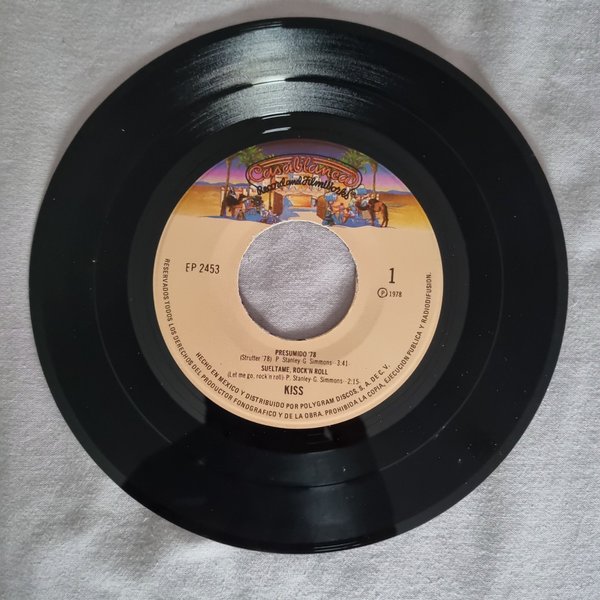 Casablanca
Record and FilmWorks
EP 2453
1
Ⓟ 1978
PRESUMIDO '78
(Strutter '78) P. Stanley G. Simmons- 3:41
SUELTAME, ROCK'N ROLL
(Let me go, rock'n roll)- P. Stanley G. Simmons- 2:15.
KISS
RESERVADOS TODOS LOS DERECHOS DEL PRODUCTOR FONOGRAFICO Y DE LA OBRA. PROHIBIDA LA COPIA, EJECUCION PUBLICA Y RADIODIFUSION.
HECHO EN MEXICO Y DISTRIBUIDO POR POLYGRAM DISCOS, S.A. DE C.V.